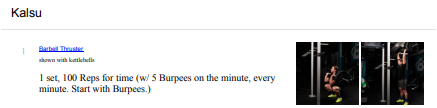 Kalsu
1
Barbell Thruster
shown with kettlebells
1 set, 100 Reps for time (w/ 5 Burpees on the minute, every
minute. Start with Burpees.)